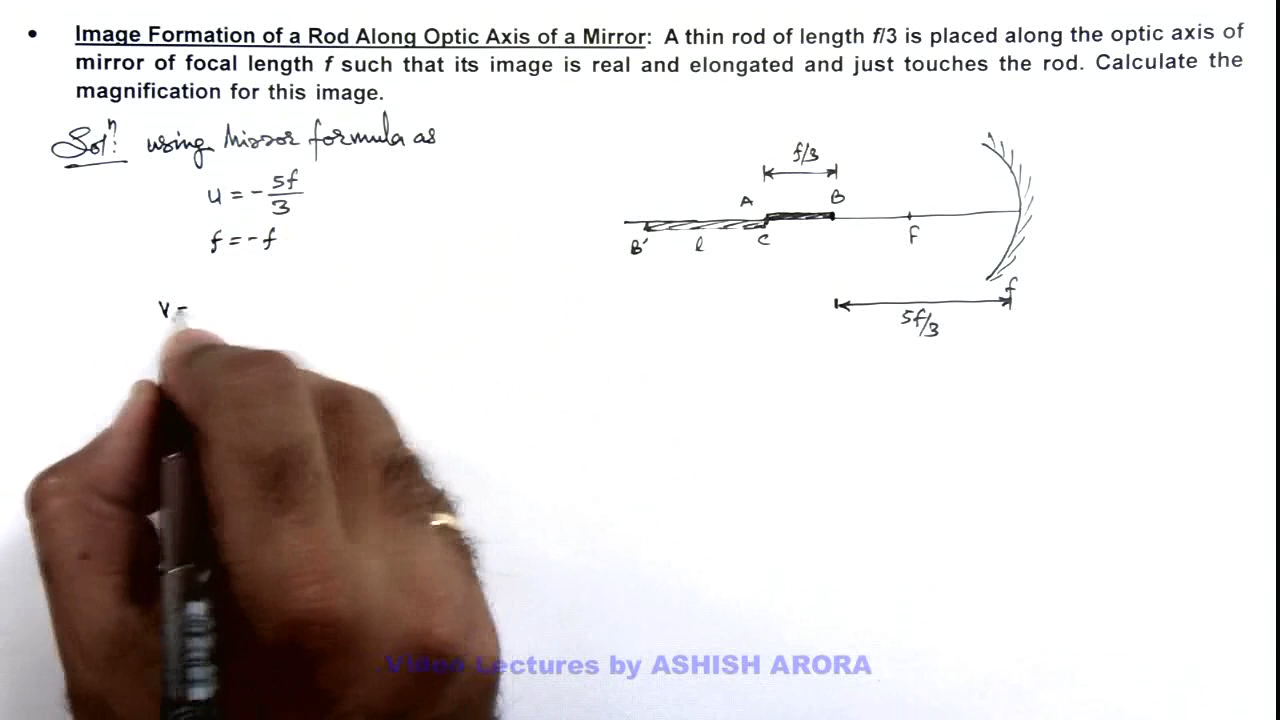 • Image Formation of a Rod Along Optic Axis of a Mirror: A thin rod of length f/3 is placed along the optic axis of
mirror of focal length f such that its image is real and elongated and just touches the rod. Calculate the
magnification for this image.
Solⁿ: using Mirror formula as
u = - 5f/3
f = -f
v =
f/3
A
B
B'
l
C
F
f
5f/3
Video Lectures by ASHISH ARORA